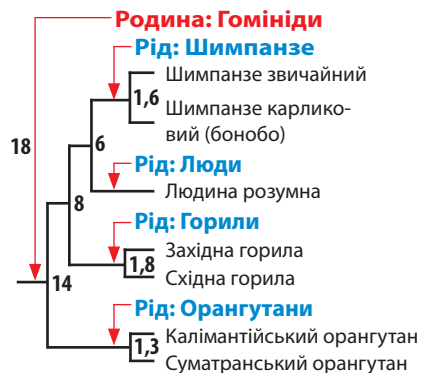 Родина: Гомініди
Рід: Шимпанзе
Шимпанзе звичайний
1,6
Шимпанзе карлико-
вий (бонобо)
18
6
Рід: Люди
Людина розумна
8
Рід: Горили
Західна горила
1,8
Східна горила
14
Рід: Орангутани
Калімантійський орангутан
1,3
Суматранський орангутан